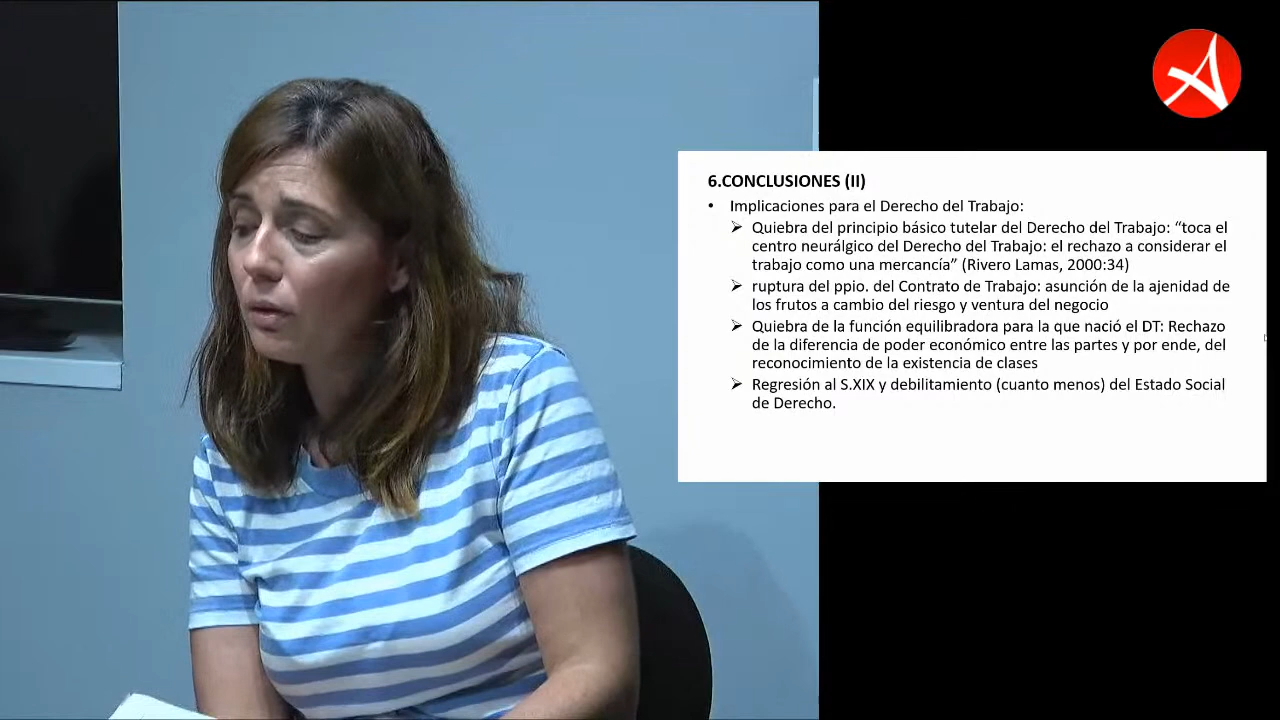 6.CONCLUSIONES (II)
• Implicaciones para el Derecho del Trabajo:
➢ Quiebra del principio básico tutelar del Derecho del Trabajo: “toca el
centro neurálgico del Derecho del Trabajo: el rechazo a considerar el
trabajo como una mercancía” (Rivero Lamas, 2000:34)
➢ ruptura del ppio. del Contrato de Trabajo: asunción de la ajenidad de
los frutos a cambio del riesgo y ventura del negocio
➢ Quiebra de la función equilibradora para la que nació el DT: Rechazo
de la diferencia de poder económico entre las partes y por ende, del
reconocimiento de la existencia de clases
➢ Regresión al S.XIX y debilitamiento (cuanto menos) del Estado Social
de Derecho.